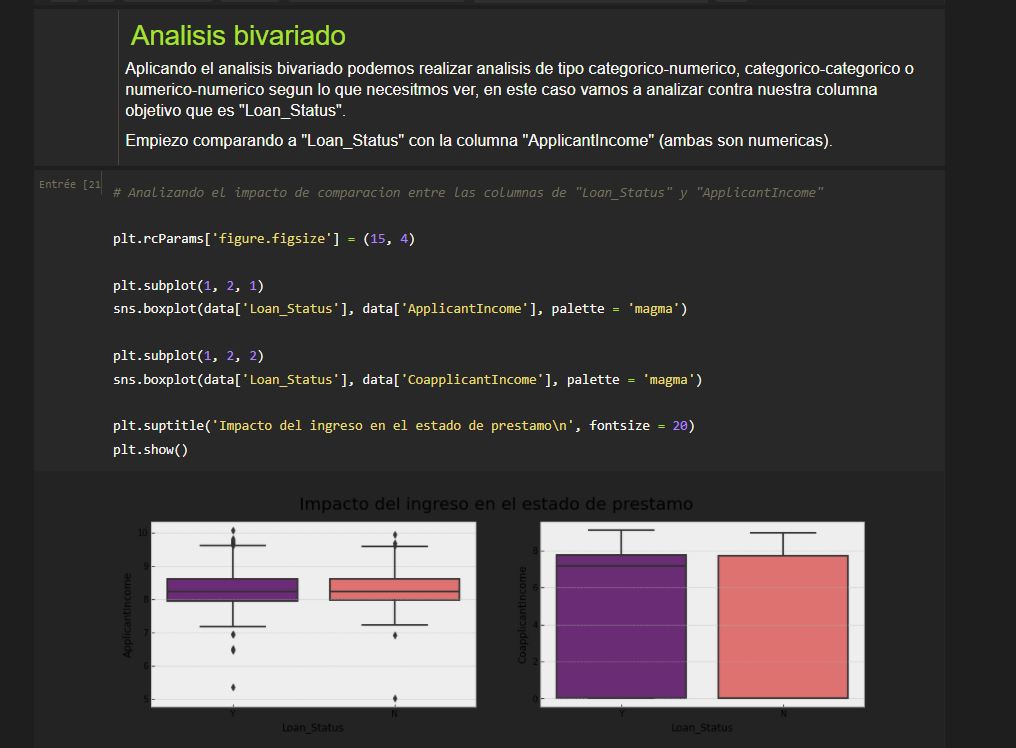 Analisis bivariado
Aplicando el analisis bivariado podemos realizar analisis de tipo categorico-numerico, categorico-categorico o
numerico-numerico segun lo que necesitmos ver, en este caso vamos a analizar contra nuestra columna
objetivo que es "Loan_Status".
Empiezo comparando a "Loan_Status" con la columna "ApplicantIncome" (ambas son numericas).
Entrée [21
# Analizando el impacto de comparacion entre las columnas de "Loan_Status" y "ApplicantIncome"
plt.rcParams['figure.figsize'] = (15, 4)
plt.subplot(1, 2, 1)
sns.boxplot(data['Loan_Status'], data['ApplicantIncome'], palette = 'magma')
plt.subplot(1, 2, 2)
sns.boxplot(data['Loan_Status'], data['CoapplicantIncome'], palette = 'magma')
plt.suptitle('Impacto del ingreso en el estado de prestamo\n', fontsize = 20)
plt.show()
Impacto del ingreso en el estado de prestamo
ApplicantIncome
10
9
8
7
6
5
Y
N
Loan_Status
CoapplicantIncome
8
6
4
2
0
Y
N
Loan_Status